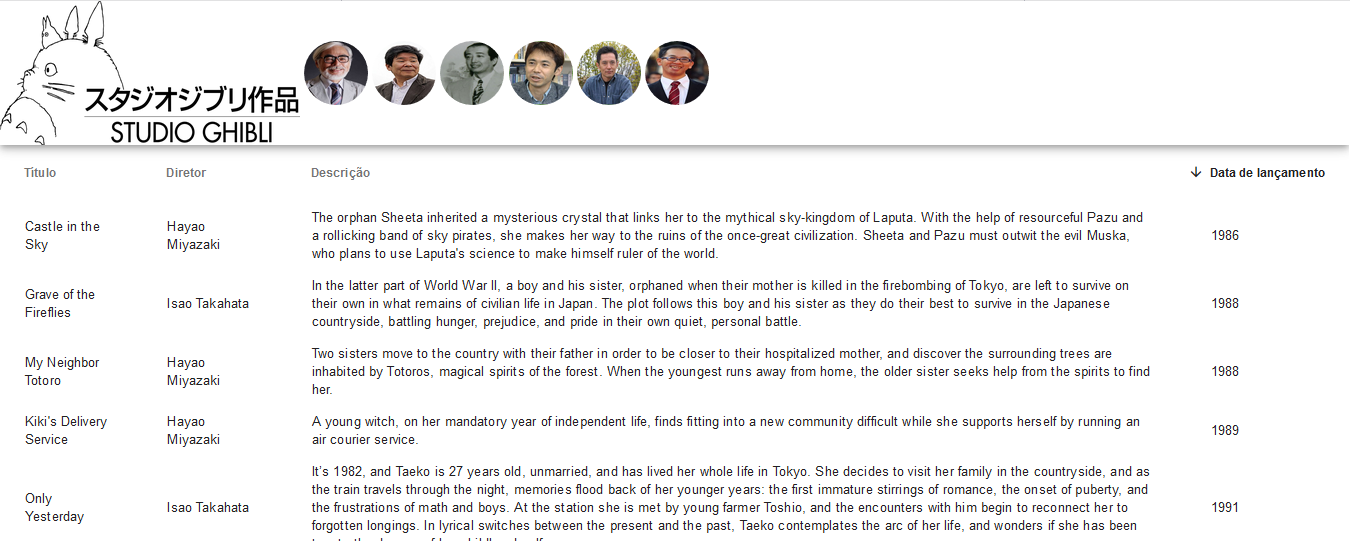 スタジオジブリ作品
STUDIO GHIBLI
Título Diretor Descrição Data de lançamento
Castle in the
Sky
Hayao
Miyazaki
The orphan Sheeta inherited a mysterious crystal that links her to the mythical sky-kingdom of Laputa. With the help of resourceful Pazu and
a rollicking band of sky pirates, she makes her way to the ruins of the once-great civilization. Sheeta and Pazu must outwit the evil Muska,
who plans to use Laputa's science to make himself ruler of the world.
1986
Grave of the
Fireflies
Isao Takahata
In the latter part of World War II, a boy and his sister, orphaned when their mother is killed in the firebombing of Tokyo, are left to survive on
their own in what remains of civilian life in Japan. The plot follows this boy and his sister as they do their best to survive in the Japanese
countryside, battling hunger, prejudice, and pride in their own quiet, personal battle.
1988
My Neighbor
Totoro
Hayao
Miyazaki
Two sisters move to the country with their father in order to be closer to their hospitalized mother, and discover the surrounding trees are
inhabited by Totoros, magical spirits of the forest. When the youngest runs away from home, the older sister seeks help from the spirits to find
her.
1988
Kiki's Delivery
Service
Hayao
Miyazaki
A young witch, on her mandatory year of independent life, finds fitting into a new community difficult while she supports herself by running an
air courier service.
1989
Only
Yesterday
Isao Takahata
It's 1982, and Taeko is 27 years old, unmarried, and has lived her whole life in Tokyo. She decides to visit her family in the countryside, and as
the train travels through the night, memories flood back of her younger years: the first immature stirrings of romance, the onset of puberty, and
the frustrations of math and boys. At the station she is met by young farmer Toshio, and the encounters with him begin to reconnect her to
forgotten longings. In lyrical switches between the present and the past, Taeko contemplates the arc of her life, and wonders if she has been
1991